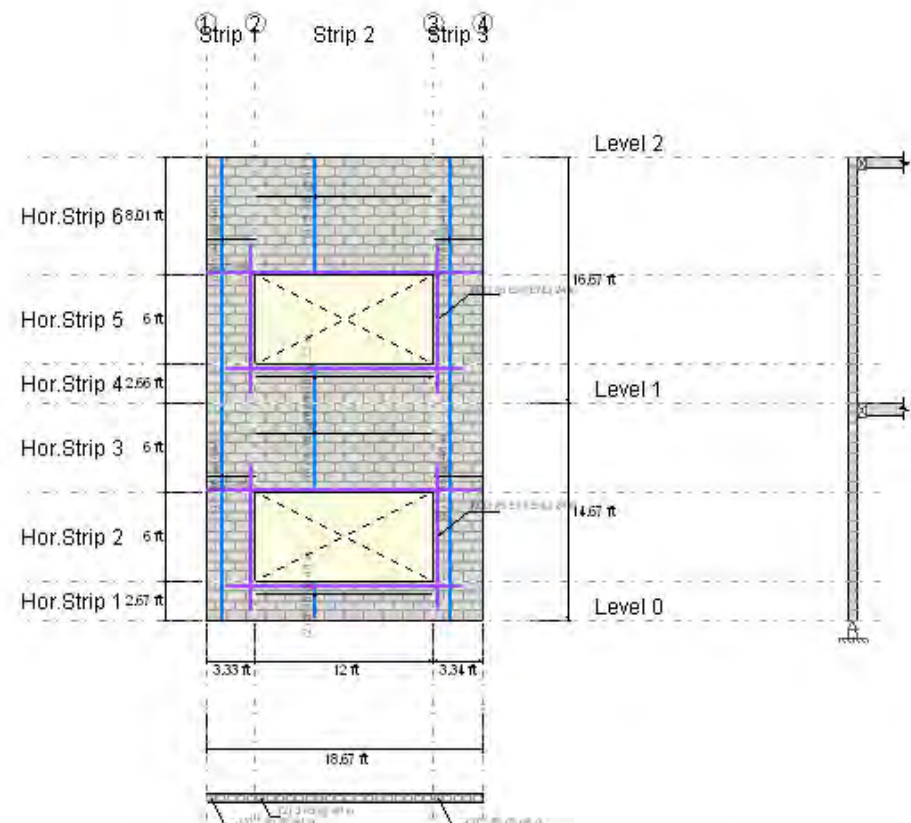 1 2 3 4
Strip 1 Strip 2 Strip 3
Level 2
Hor.Strip 6 8.01 ft
16.67 ft
Hor.Strip 5 6 ft
Hor.Strip 4 2.66 ft
Level 1
Hor.Strip 3 6 ft
14.67 ft
Hor.Strip 2 6 ft
Hor.Strip 1 2.67 ft
Level 0
3.33 ft 12 ft 3.34 ft
18.67 ft